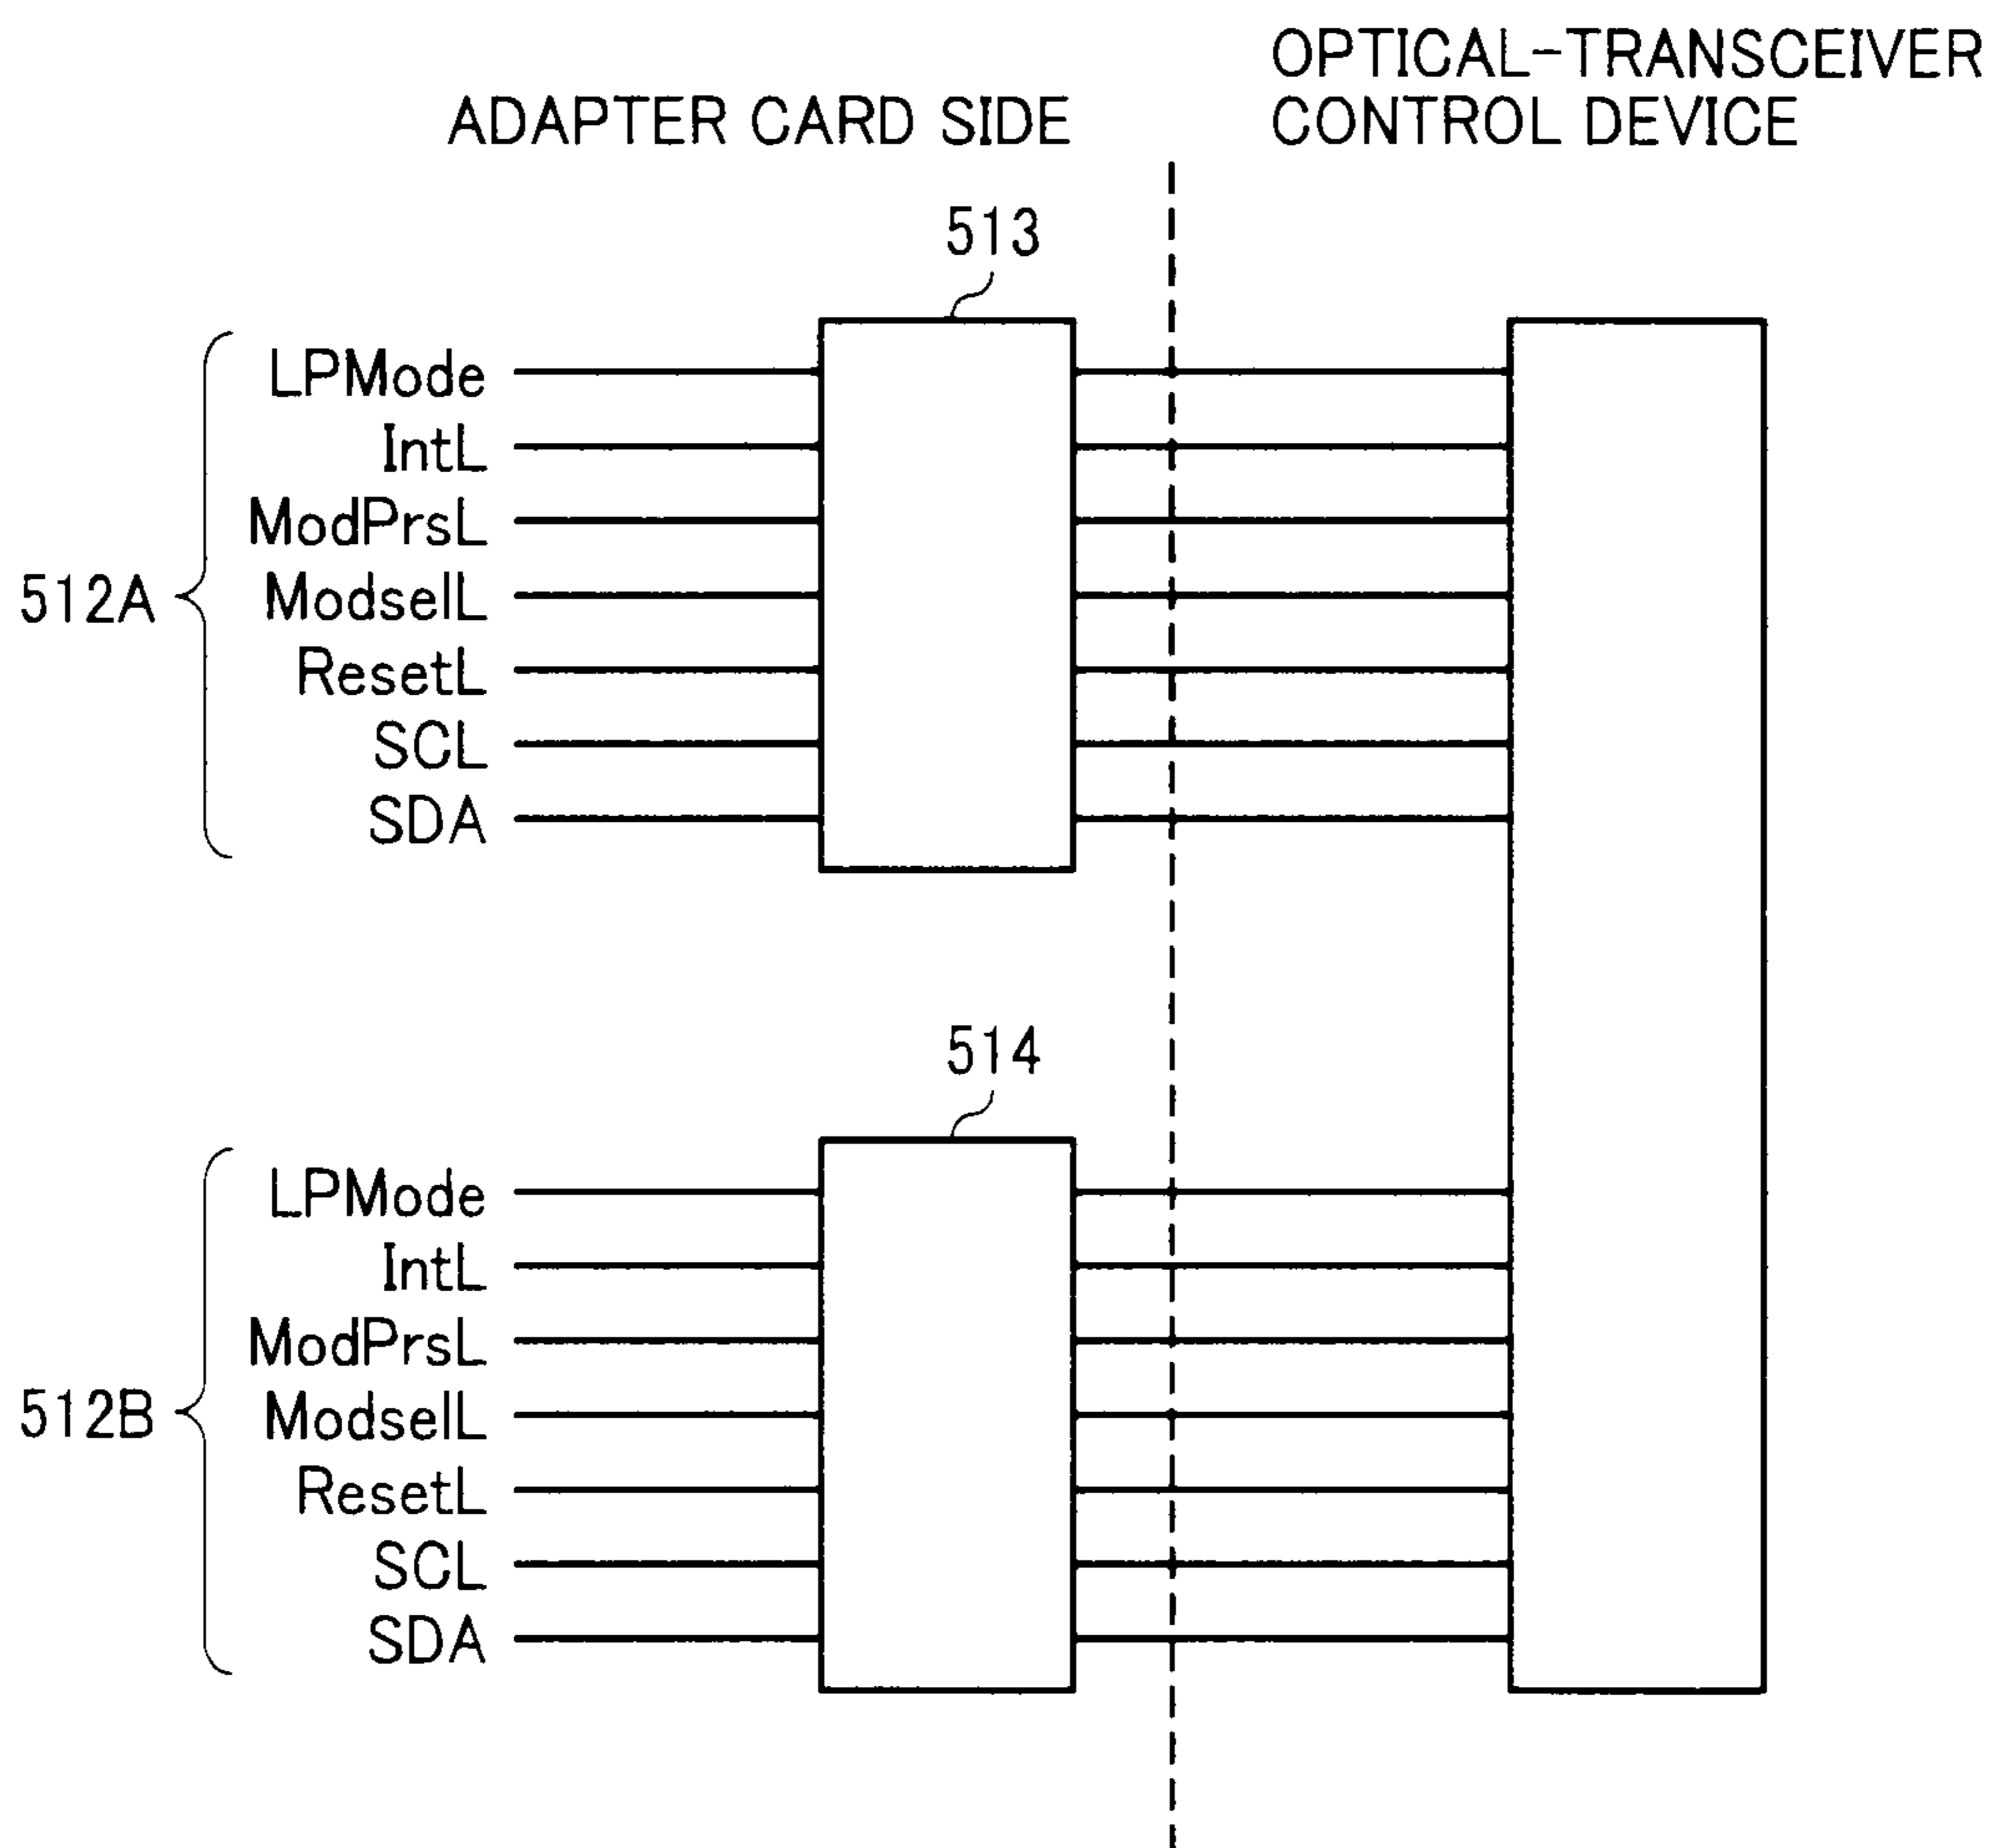 ADAPTER CARD SIDE
OPTICAL-TRANSCEIVER
CONTROL DEVICE
513
512A
LPMode
IntL
ModPrsL
ModselL
ResetL
SCL
SDA
514
512B
LPMode
IntL
ModPrsL
ModselL
ResetL
SCL
SDA